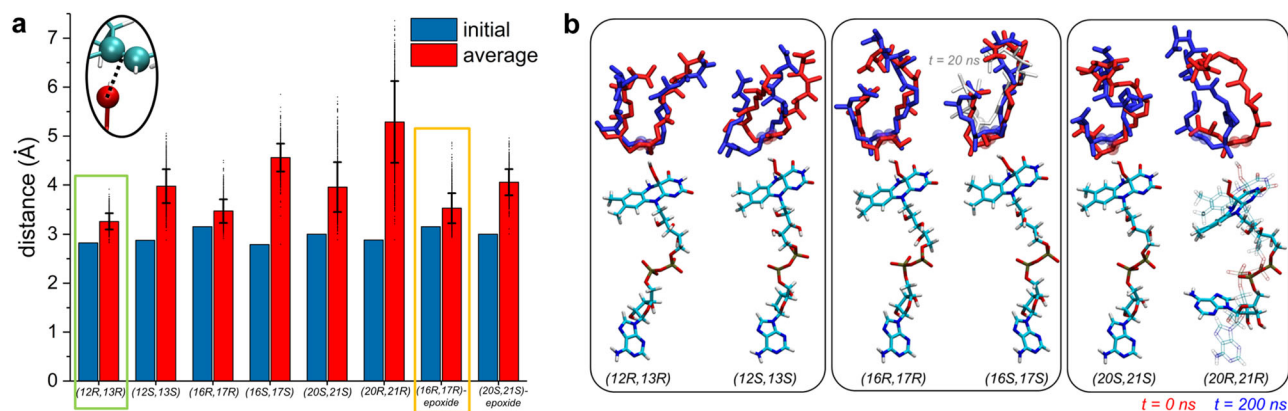 a
initial
average
distance (Å)
7
6
5
4
3
2
1
0
(12R,13R)
(12S,13S)
(16R,17R)
(16S,17S)
(20S,21S)
(20R,21R)
(16R,17R)-
epoxide
(20S,21S)-
epoxide
b
t = 20 ns
(12R,13R)
(12S,13S)
(16R,17R)
(16S,17S)
(20S,21S)
(20R,21R)
t = 0 ns
t = 200 ns